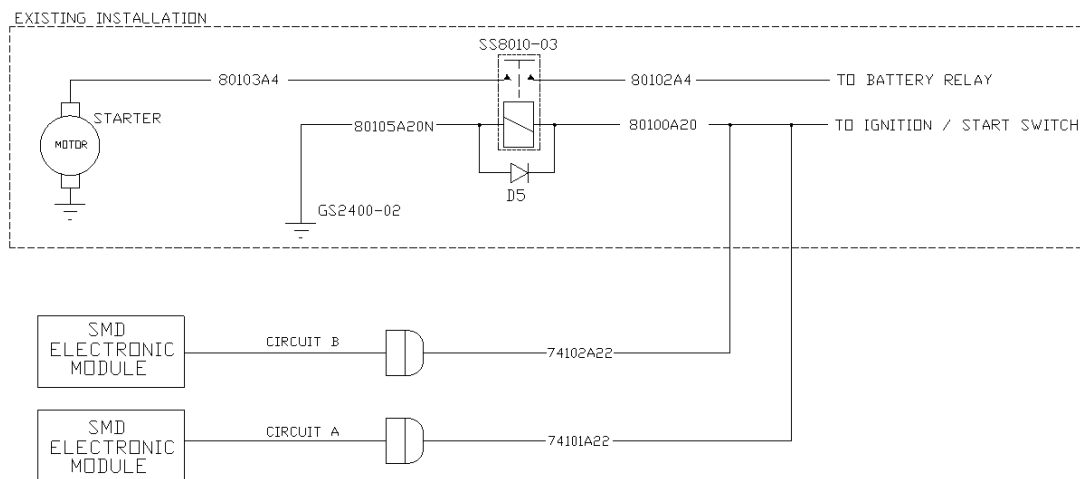 EXISTING INSTALLATION
SS8010-03
80103A4
80102A4
TO BATTERY RELAY
STARTER
MOTOR
80105A20N
80100A20
TO IGNITION / START SWITCH
D5
GS2400-02
SMD
ELECTRONIC
MODULE
CIRCUIT B
74102A22
SMD
ELECTRONIC
MODULE
CIRCUIT A
74101A22